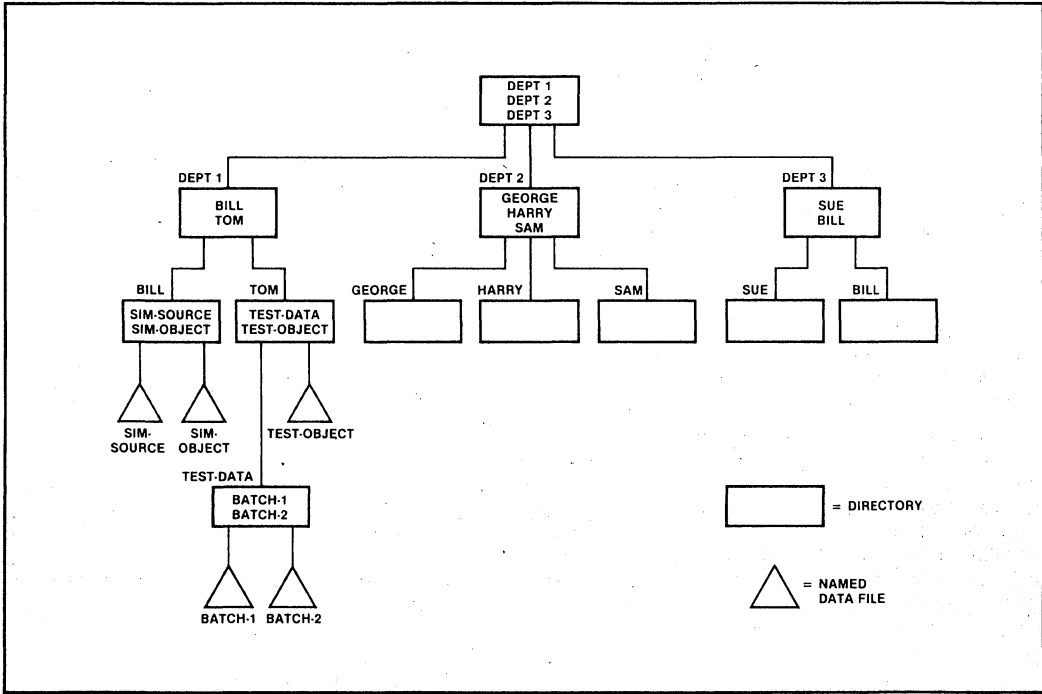 DEPT 1
DEPT 2
DEPT 3
DEPT 1
DEPT 2
DEPT 3
BILL
TOM
GEORGE
HARRY
SAM
SUE
BILL
BILL
TOM
GEORGE
HARRY
SAM
SUE
BILL
SIM-SOURCE
SIM-OBJECT
TEST-DATA
TEST-OBJECT
SIM-
SOURCE
SIM-
OBJECT
TEST-OBJECT
TEST-DATA
BATCH-1
BATCH-2
BATCH-1
BATCH-2
= DIRECTORY
= NAMED
DATA FILE